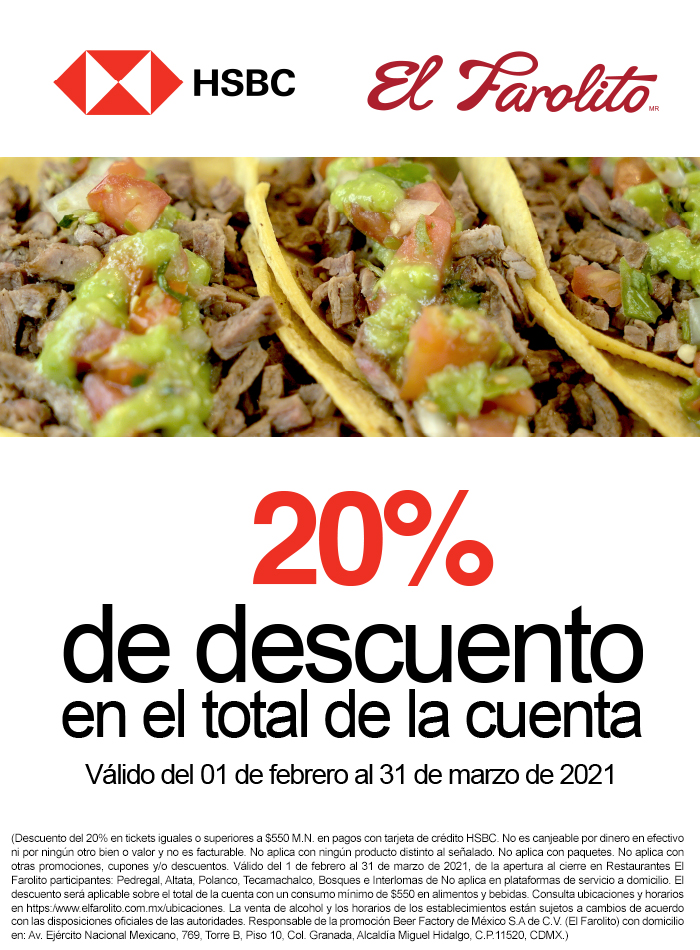 HSBC
El Farolito MR
20%
de descuento
en el total de la cuenta
Válido del 01 de febrero al 31 de marzo de 2021
(Descuento del 20% en tickets iguales o superiores a $550 M.N. en pagos con tarjeta de crédito HSBC. No es canjeable por dinero en efectivo
ni por ningún otro bien o valor y no es facturable. No aplica con ningún producto distinto al señalado. No aplica con paquetes. No aplica con
otras promociones, cupones y/o descuentos. Válido del 1 de febrero al 31 de marzo de 2021, de la apertura al cierre en Restaurantes El
Farolito participantes: Pedregal, Altata, Polanco, Tecamachalco, Bosques e Interlomas de No aplica en plataformas de servicio a domicilio. El
descuento será aplicable sobre el total de la cuenta con un consumo mínimo de $550 en alimentos y bebidas. Consulta ubicaciones y horarios
en https:/www.elfarolito.com.mx/ubicaciones. La venta de alcohol y los horarios de los establecimientos están sujetos a cambios de acuerdo
con las disposiciones oficiales de las autoridades. Responsable de la promoción Beer Factory de México S.A de C.V. (El Farolito) con domicilio
en: Av. Ejército Nacional Mexicano, 769, Torre B, Piso 10, Col. Granada, Alcaldía Miguel Hidalgo, C.P.11520, CDMX.)